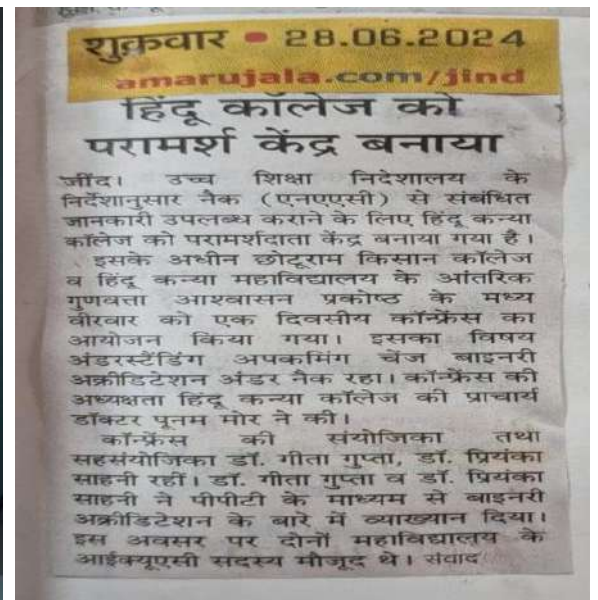 शुक्रवार • 28.06.2024
amarujala.com/jind
हिंदू कॉलेज को
परामर्श केंद्र बनाया
जींद। उच्च शिक्षा निदेशालय के
निर्देशानुसार नैक (एनएएसी) से संबंधित
जानकारी उपलब्ध कराने के लिए हिंदू कन्या
कॉलेज को परामर्शदाता केंद्र बनाया गया है।
इसके अधीन छोटूराम किसान कॉलेज
व हिंदू कन्या महाविद्यालय के आंतरिक
गुणवत्ता आश्वासन प्रकोष्ठ के मध्य
वीरवार को एक दिवसीय कॉन्फ्रेंस का
आयोजन किया गया। इसका विषय
अंडरस्टैंडिंग अपकमिंग चेंज बाइनरी
अक्रीडिटेशन अंडर नैक रहा। कॉन्फ्रेंस की
अध्यक्षता हिंदू कन्या कॉलेज की प्राचार्य
डॉक्टर पूनम मोर ने की।
कॉन्फ्रेंस की संयोजिका तथा
सहसंयोजिका डॉ. गीता गुप्ता, डॉ. प्रियंका
साहनी रहीं। डॉ. गीता गुप्ता व डॉ. प्रियंका
साहनी ने पीपीटी के माध्यम से बाइनरी
अक्रीडिटेशन के बारे में व्याख्यान दिया।
इस अवसर पर दोनों महाविद्यालय के
आईक्यूएसी सदस्य मौजूद थे। संवाद